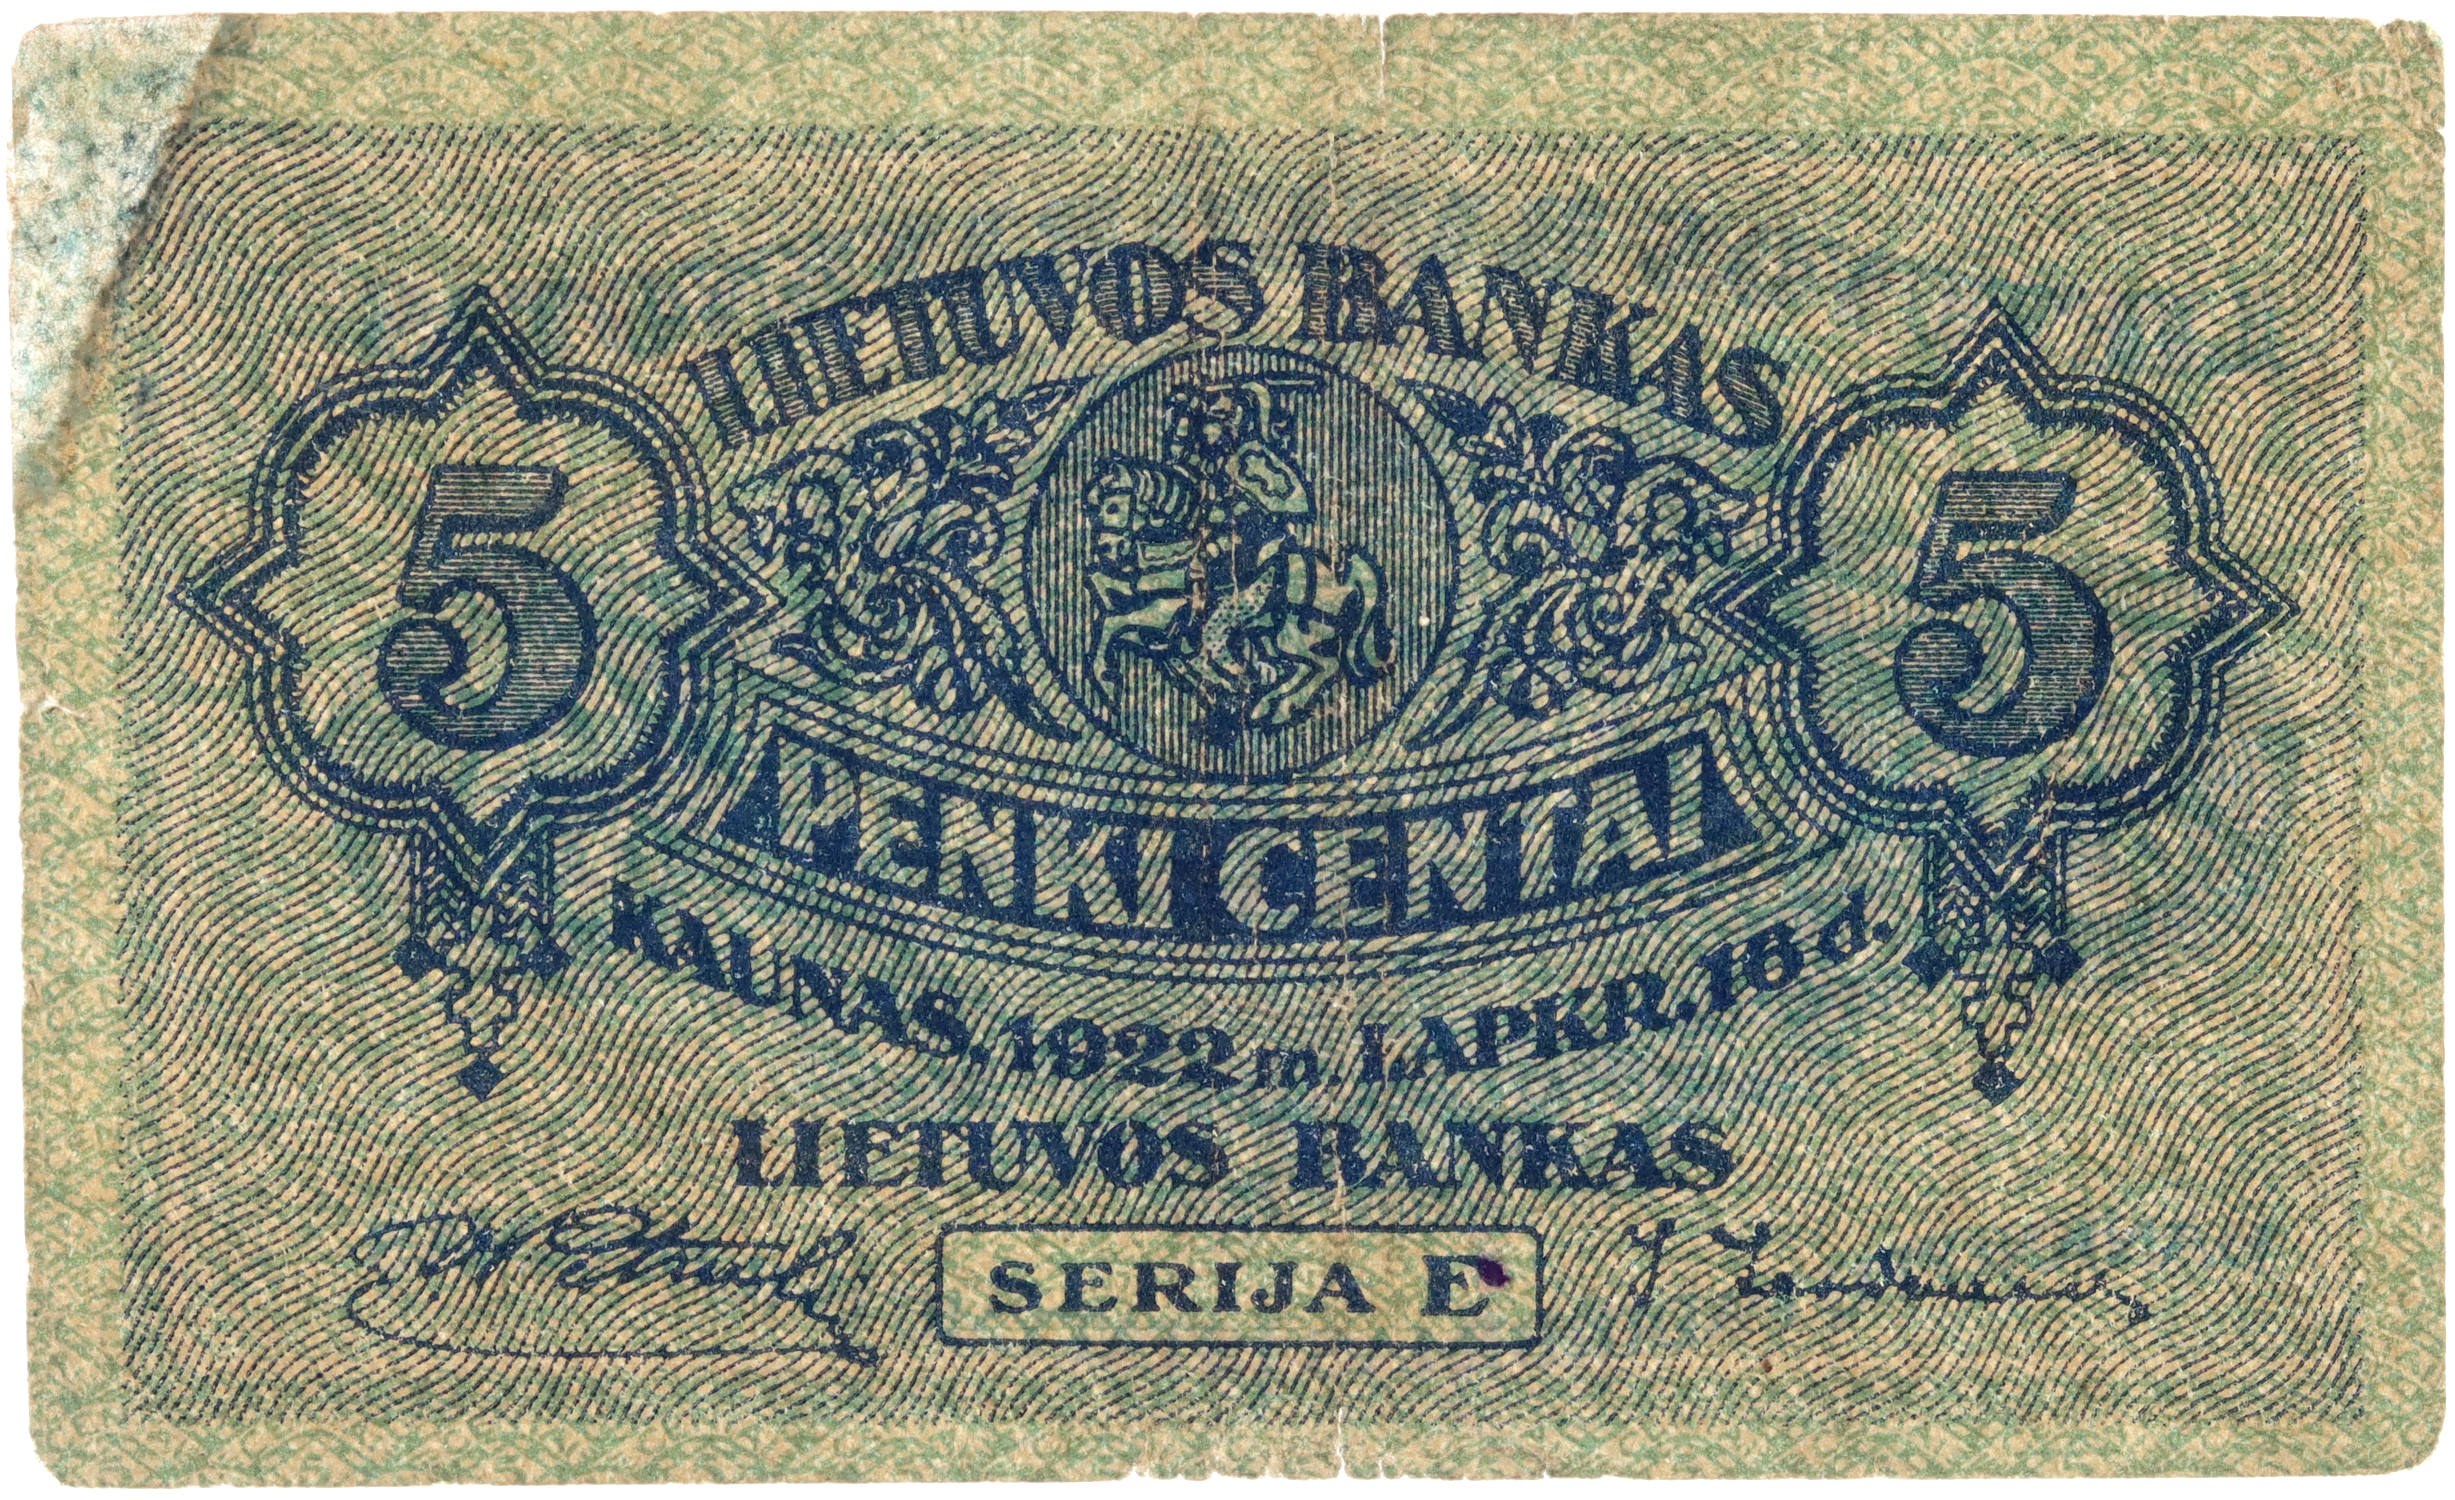 LIETUVOS BANKAS
5
5
PENKI CENTAI
KAUNAS, 1922 m. LAPKR. 16 d.
LIETUVOS BANKAS
SERIJA E